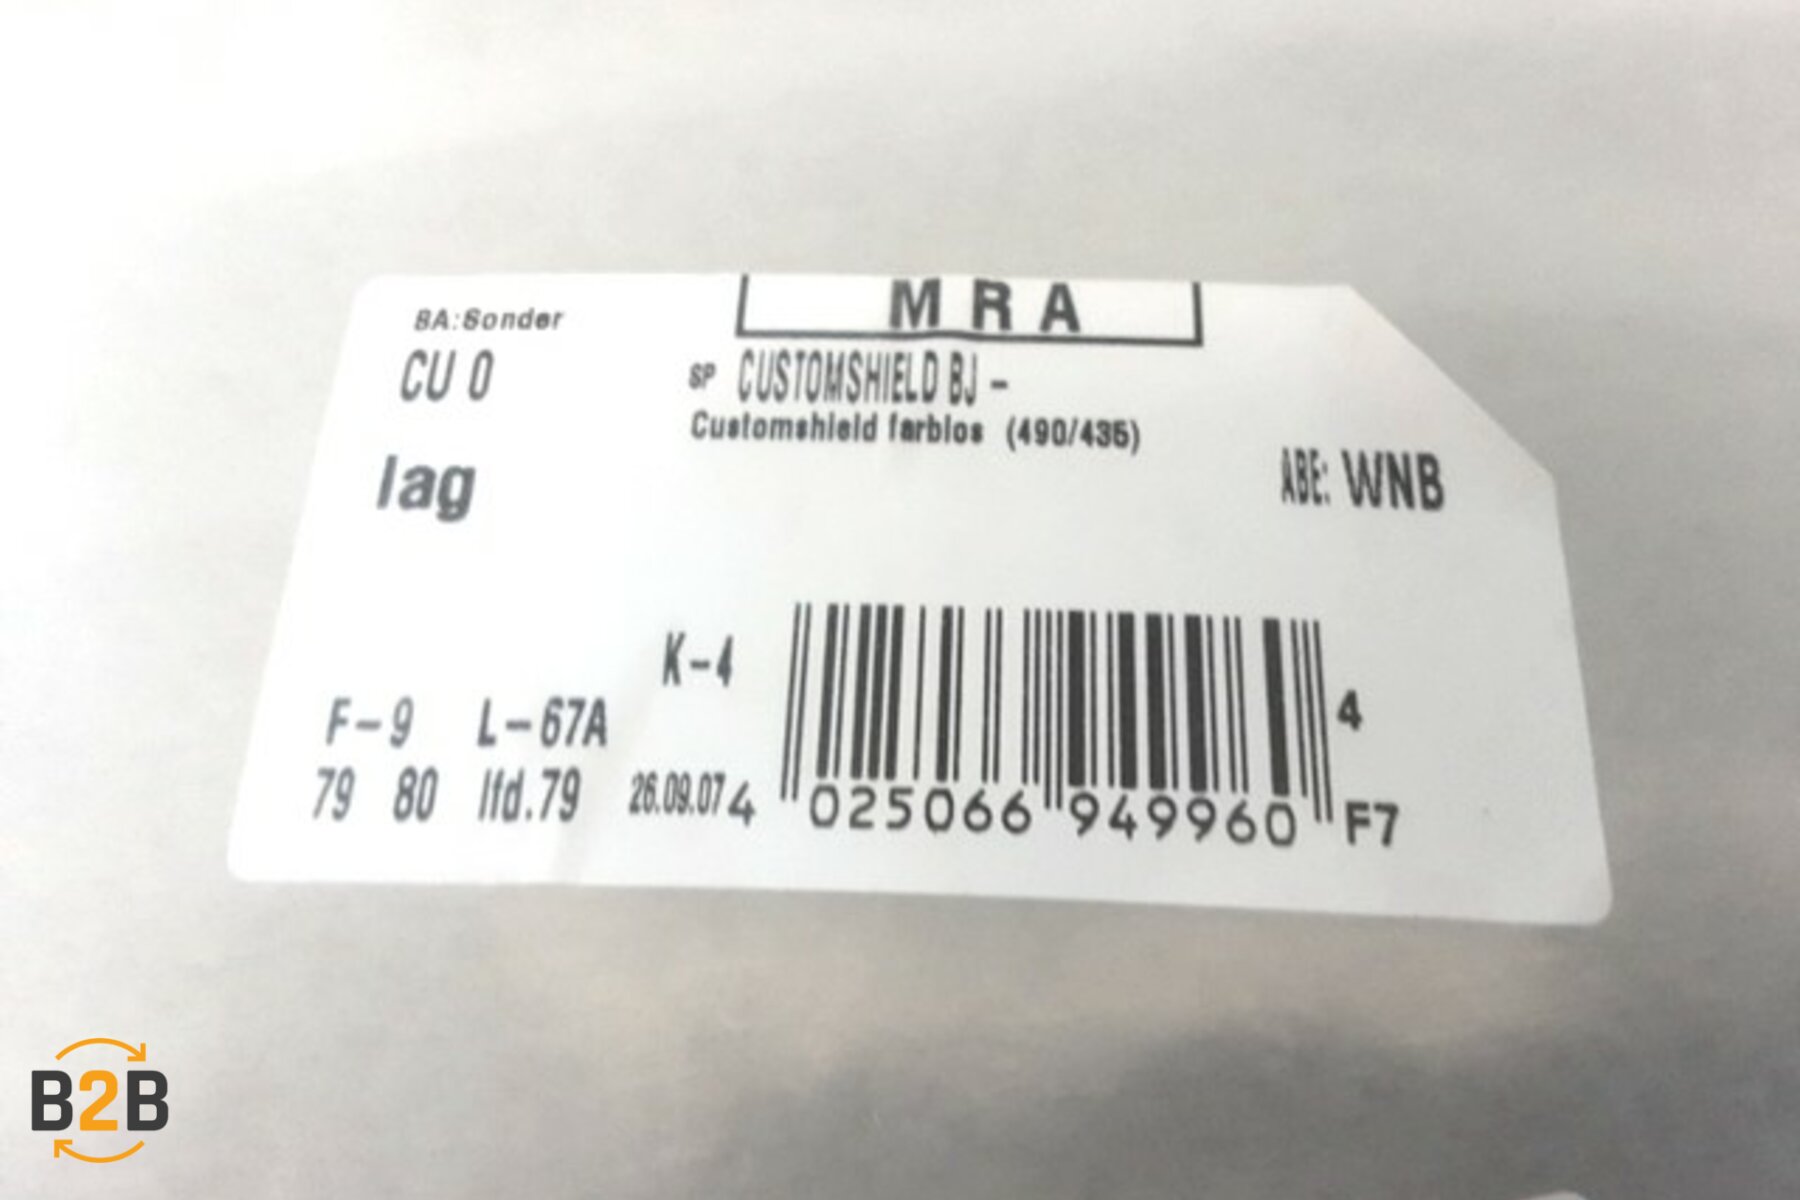 MRA
BA:Sonder
CU 0
SP CUSTOMSHIELD BJ -
Customshield farblos (490/435)
lag
ABE: WNB
K-4
4
F-9 L-67A
79 80 lfd.79 26.09.07
4 025066 949960 F7
B2B